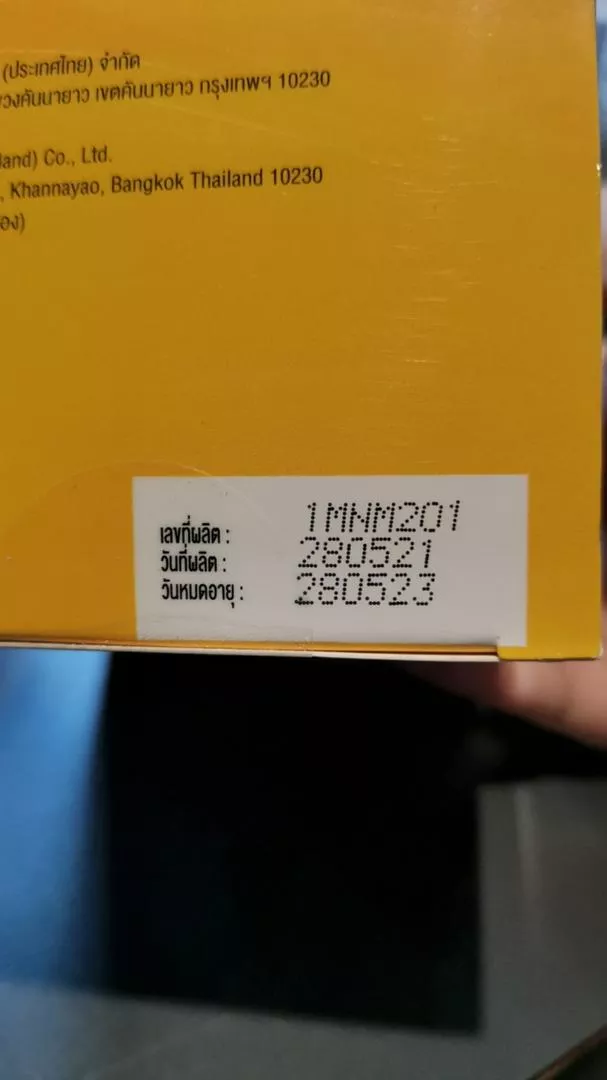 (ประเทศไทย) จำกัด
วงคันนายาว เขตคันนายาว กรุงเทพฯ 10230
land) Co., Ltd.
, Khannayao, Bangkok Thailand 10230
อง)
เลขที่ผลิต : 1MNM201
วันที่ผลิต : 280521
วันหมดอายุ : 280523